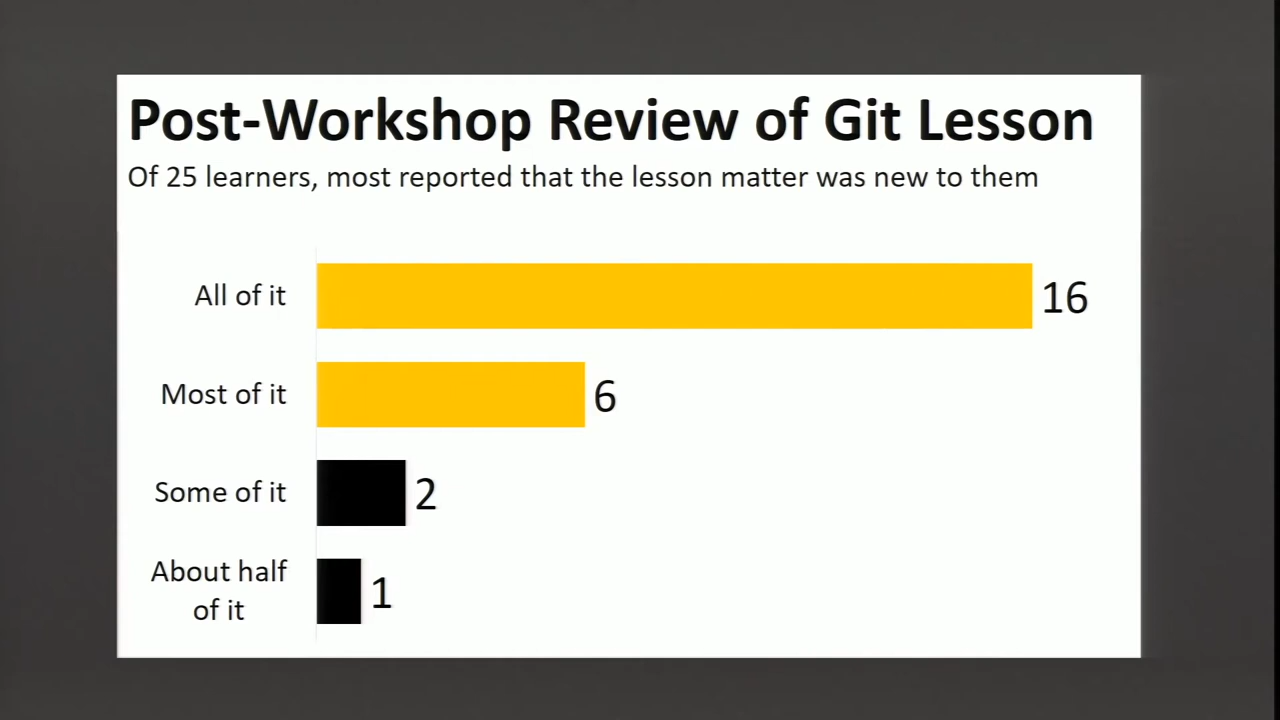 Post-Workshop Review of Git Lesson
Of 25 learners, most reported that the lesson matter was new to them
All of it
16
Most of it
6
Some of it
2
About half
of it
1